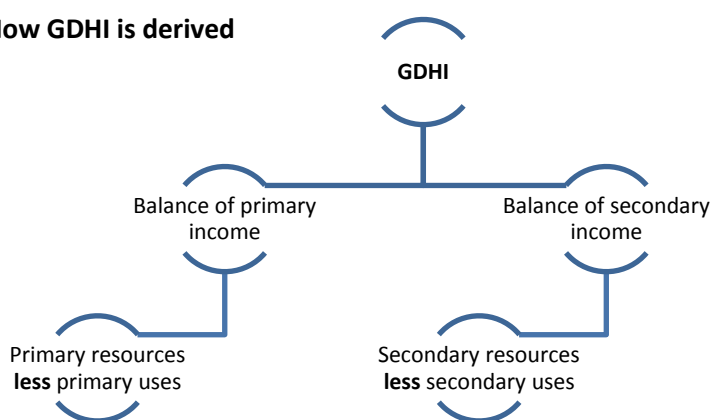 How GDHI is derived
GDHI
Balance of primary
income
Balance of secondary
income
Primary resources
less primary uses
Secondary resources
less secondary uses